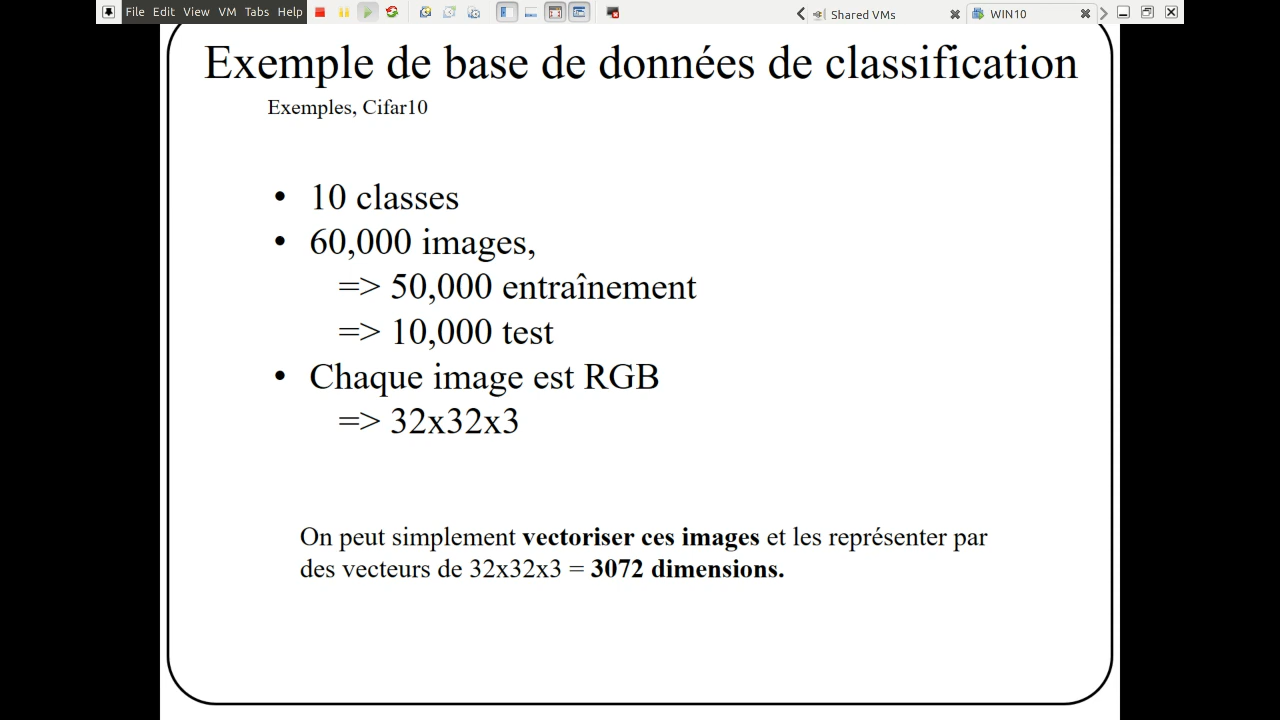 File Edit View VM Tabs Help
Shared VMs
WIN10
Exemple de base de données de classification
Exemples, Cifar10
• 10 classes
• 60,000 images,
=> 50,000 entraînement
=> 10,000 test
• Chaque image est RGB
=> 32x32x3
On peut simplement vectoriser ces images et les représenter par
des vecteurs de 32x32x3 = 3072 dimensions.